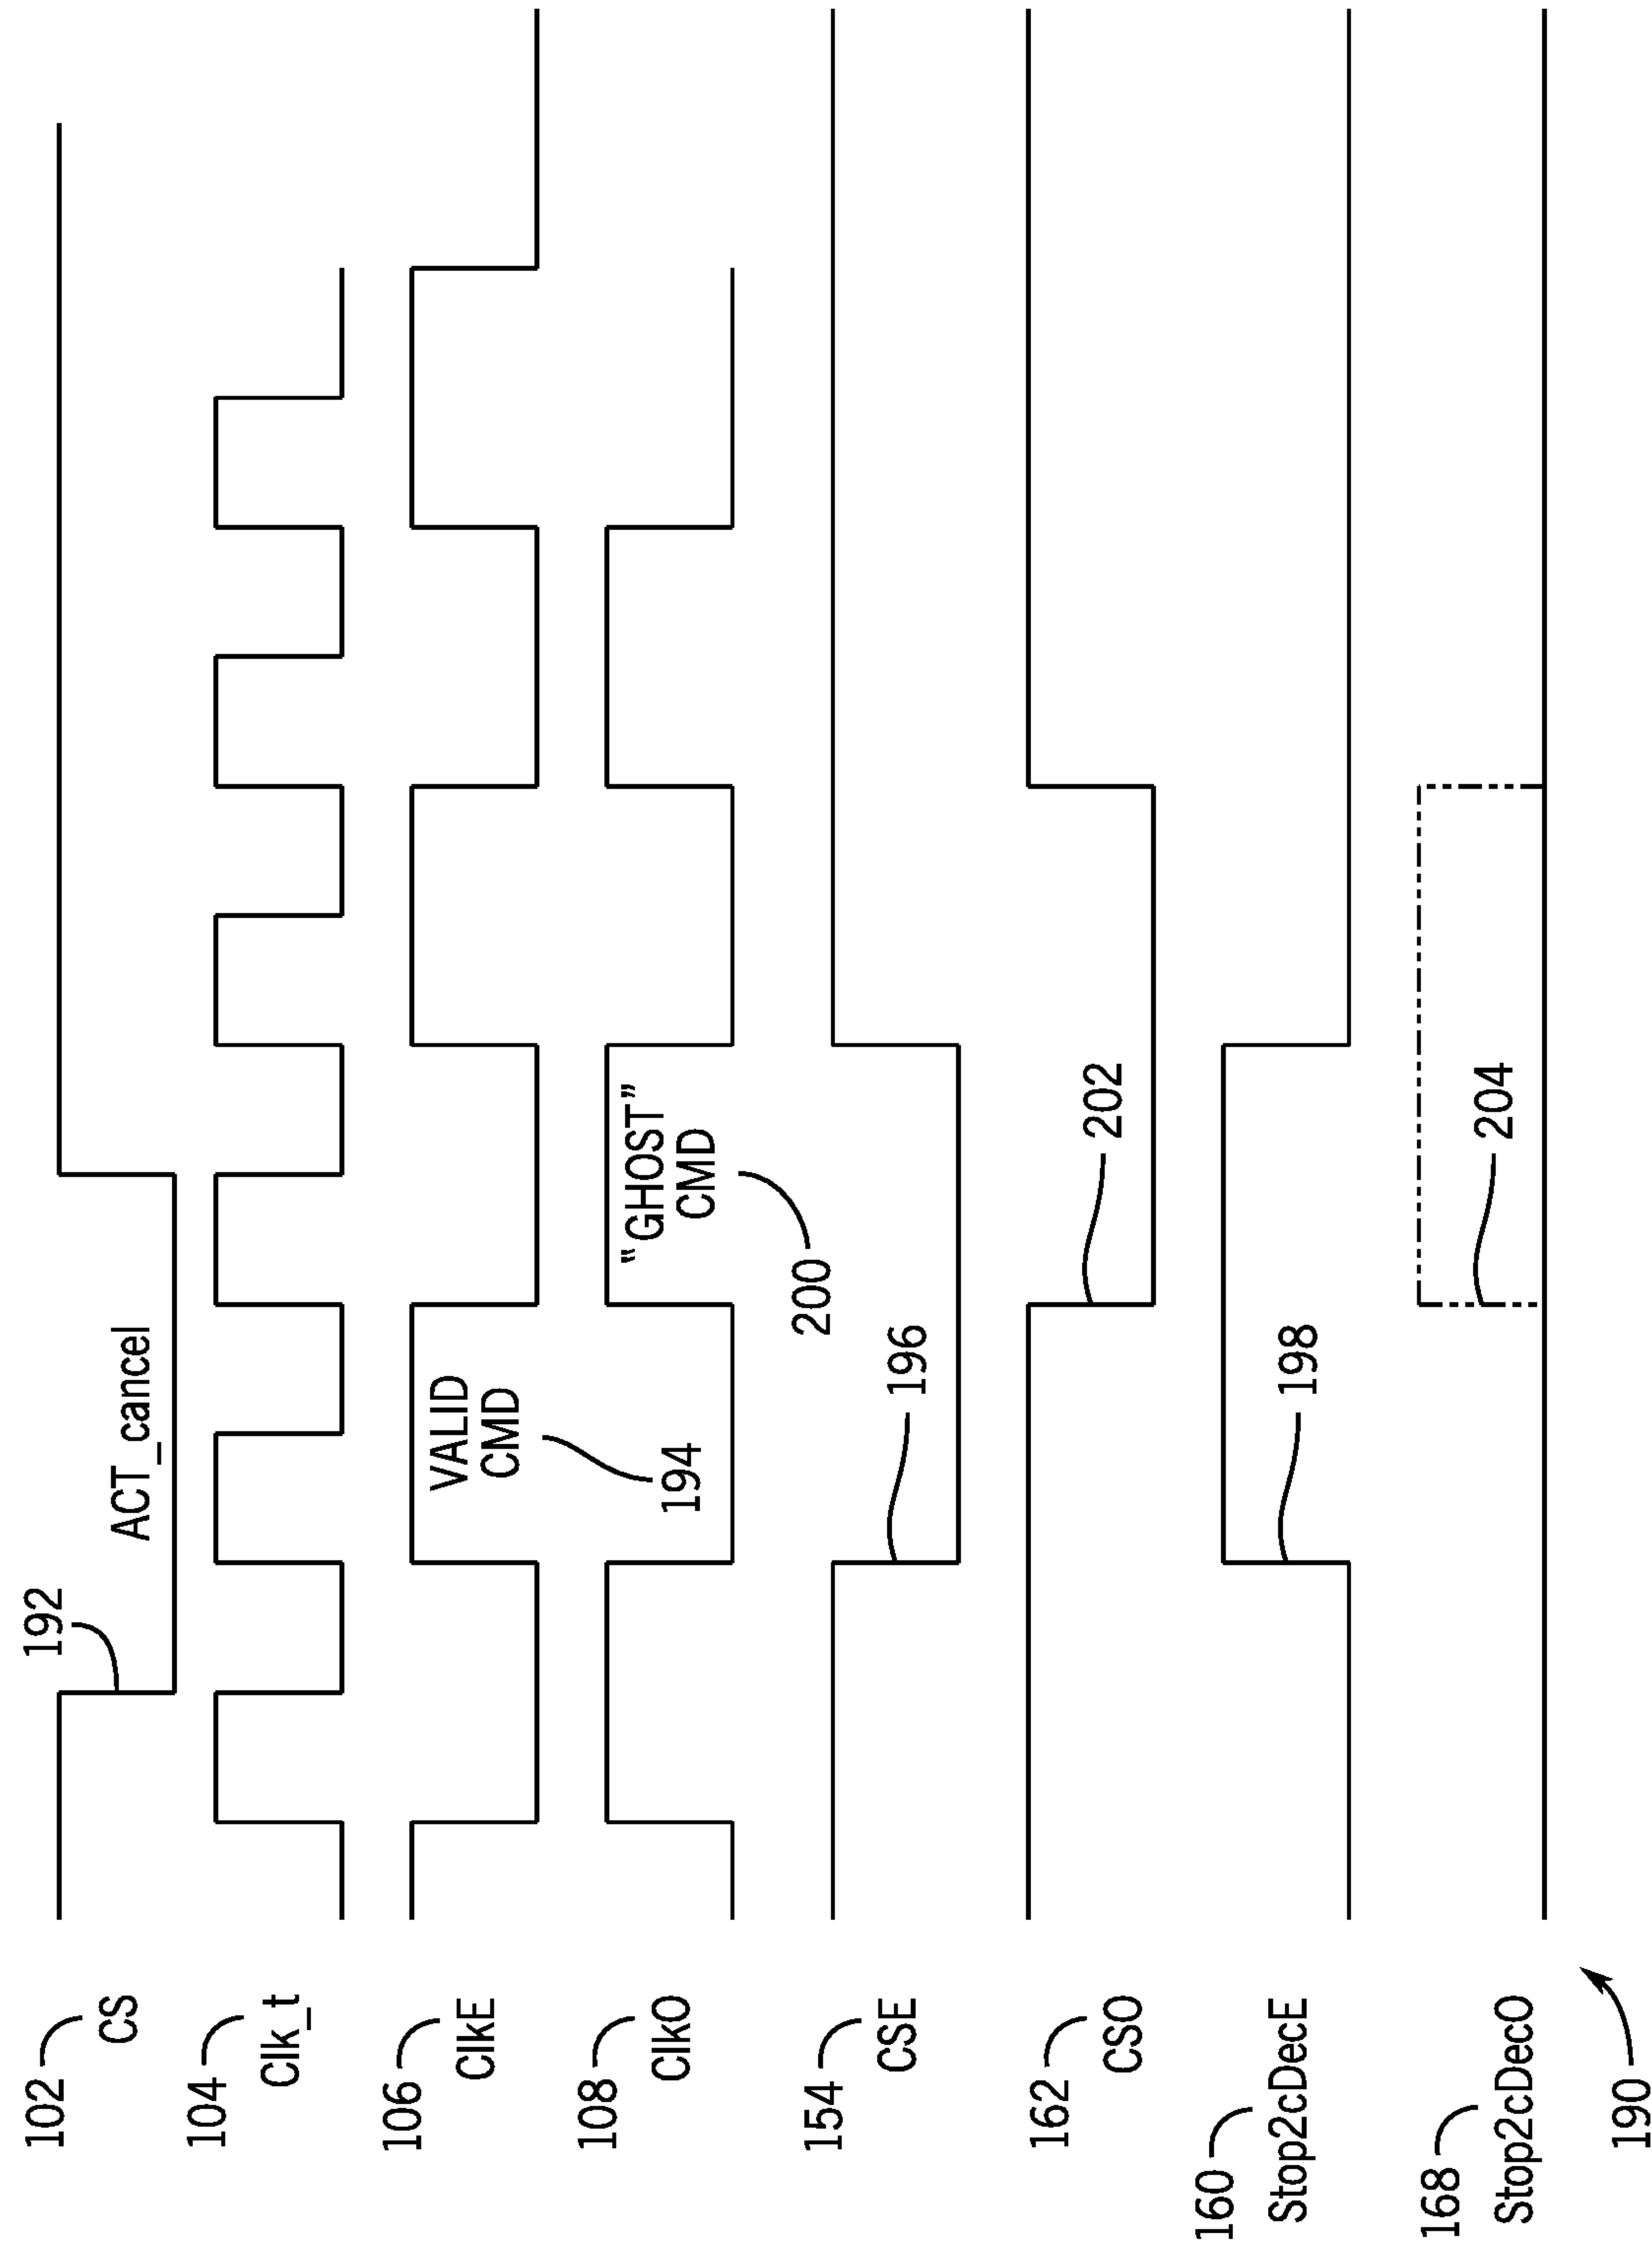 102
CS
192
ACT_cancel
104
Clk_t
106
ClkE
VALID
CMD
194
108
ClkO
"GHOST"
CMD
200
154
CSE
196
162
CSO
202
160
Stop2cDecE
198
168
Stop2cDecO
204
190